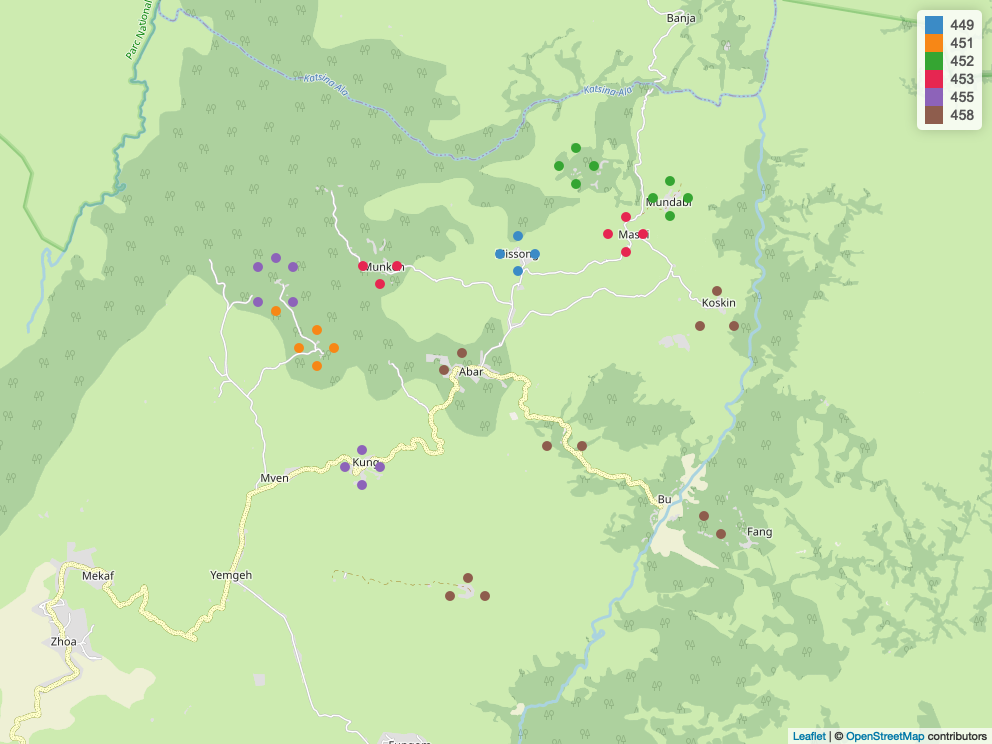 Banja
Parc National
449
451
452
453
455
458
Katsina-Ala
Katsina-Ala
Mundabi
Munkep
Koskin
Abar
Kung
Mven
Bu
Fang
Mekaf
Yemgeh
Zhoa
Fungom
Leaflet | © OpenStreetMap contributors